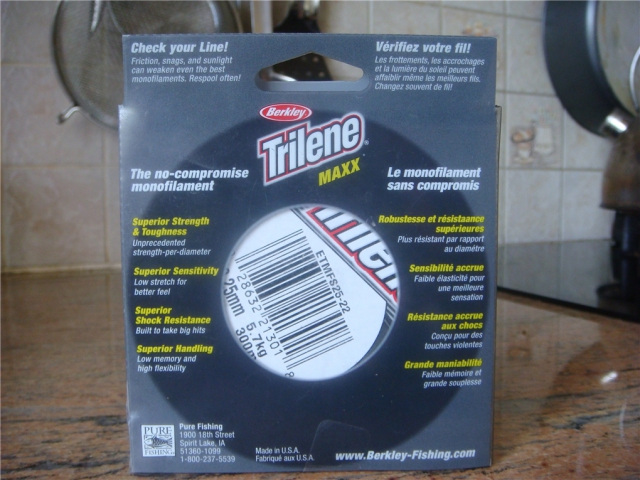 Check your Line!
Friction, snags, and sunlight
can weaken even the best
monofilaments. Respool often!
Vérifiez votre fil!
Les frottements, les accrochages
et la lumière du soleil peuvent
affaiblir même les meilleurs fils.
Changez souvent de fil!
Berkley
Trilene®
MAXX
The no-compromise
monofilament
Le monofilament
sans compromis
Superior Strength
& Toughness
Unprecedented
strength-per-diameter
Superior Sensitivity
Low stretch for
better feel
Superior
Shock Resistance
Built to take big hits
Superior Handling
Low memory and
high flexibility
Robustesse et résistaance
supérieures
Plus résistant par rapport
au diamètre
Sensibilité accrue
Faible élasticité pour
une meilleure
sensation
Résistance accrue
aux chocs
Conçu pour des
touches violentes
Grande maniabilité
Faible mémoire et
grande souplesse
ETMFS25-22
28632 21301 8
25mm 5.7kg
PURE
FISHING
Pure Fishing
1900 18th Street
Spirit Lake, IA
51360-1099
1-800-237-5539
Made in U.S.A.
Fabriqué aux U.S.A.
www.Berkley-Fishing.com